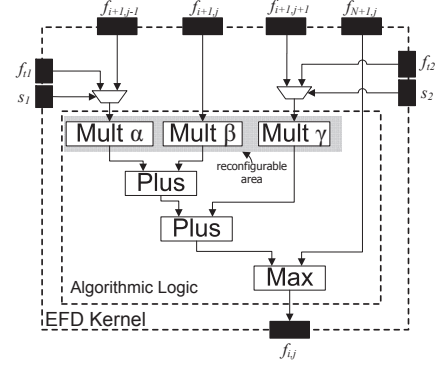 f_{i+1,j-1} f_{i+1,j} f_{i+1,j+1} f_{N+1,j}
f_{t1} f_{t2}
s_1 s_2
Mult α Mult β Mult γ
reconfigurable
area
Plus
Plus
Max
Algorithmic Logic
EFD Kernel
f_{i,j}